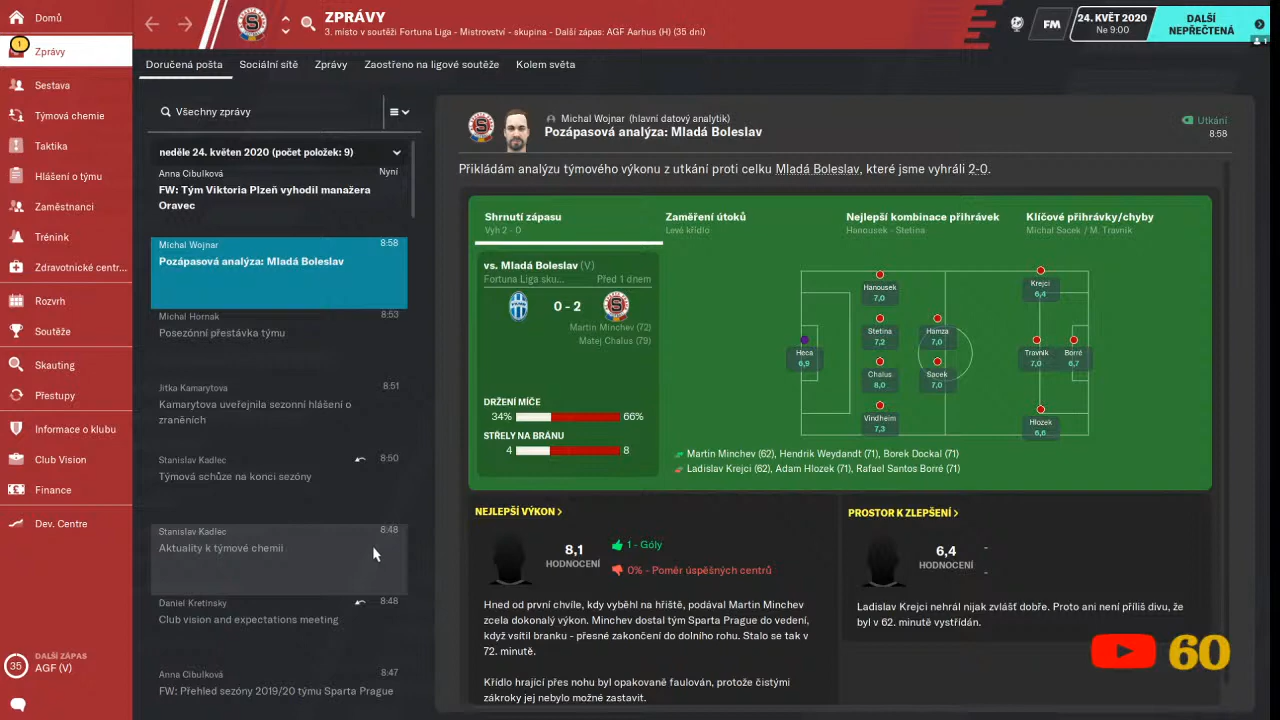 Domů
1
Zprávy
Sestava
Týmová chemie
Taktika
Hlášení o týmu
Zaměstnanci
Trénink
Zdravotnické centr...
Rozvrh
Soutěže
Skauting
Přestupy
Informace o klubu
Club Vision
Finance
Dev. Centre
35
DALŠÍ ZÁPAS
AGF (V)
ZPRÁVY
3. místo v soutěži Fortuna Liga - Mistrovství - skupina - Další zápas: AGF Aarhus (H) (35 dní)
FM
24. KVĚT 2020
Ne 9:00
DALŠÍ
NEPŘEČTENÁ
1
Doručená pošta
Sociální sítě
Zprávy
Zaostřeno na ligové soutěže
Kolem světa
Všechny zprávy
neděle 24. květen 2020 (počet položek: 9)
Anna Cibulková
Nyní
FW: Tým Viktoria Plzeň vyhodil manažera
Oravec
Michal Wojnar
8:58
Pozápasová analýza: Mladá Boleslav
Michal Hornak
8:53
Posezónní přestávka týmu
Jitka Kamarytova
8:51
Kamarytova uveřejnila sezonní hlášení o
zraněních
Stanislav Kadlec
8:50
Týmová schůze na konci sezóny
Stanislav Kadlec
8:48
Aktuality k týmové chemii
Daniel Kretinsky
8:48
Club vision and expectations meeting
Anna Cibulková
8:47
FW: Přehled sezóny 2019/20 týmu Sparta Prague
Michal Wojnar (hlavní datový analytik)
Pozápasová analýza: Mladá Boleslav
Utkání
8:58
Přikládám analýzu týmového výkonu z utkání proti celku Mladá Boleslav, které jsme vyhráli 2-0.
Shrnutí zápasu
Vyh 2 - 0
Zaměření útoků
Levé křídlo
Nejlepší kombinace přihrávek
Hanousek - Stetina
Klíčové přihrávky/chyby
Michal Sacek / M. Travnik
vs. Mladá Boleslav (V)
Fortuna Liga sku...
Před 1 dnem
0 - 2
Martin Minchev (72)
Matej Chalus (79)
DRŽENÍ MÍČE
34%
66%
STŘELY NA BRÁNU
4
8
Hanousek
7,0
Krejci
6,4
Stetina
7,2
Hamza
7,0
Heca
6,9
Travnik
7,0
Borré
6,7
Chalus
8,0
Sacek
7,0
Vindheim
7,3
Hlozek
6,6
Martin Minchev (62), Hendrik Weydandt (71), Borek Dockal (71)
Ladislav Krejci (62), Adam Hlozek (71), Rafael Santos Borré (71)
NEJLEPŠÍ VÝKON >
8,1
HODNOCENÍ
1 - Góly
0% - Poměr úspěšných centrů
Hned od první chvíle, kdy vyběhl na hřiště, podával Martin Minchev
zcela dokonalý výkon. Minchev dostal tým Sparta Prague do vedení,
když vsítil branku - přesné zakončení do dolního rohu. Stalo se tak v
72. minutě.
Křídlo hrající přes nohu byl opakovaně faulován, protože čistými
zákroky jej nebylo možné zastavit.
PROSTOR K ZLEPŠENÍ >
6,4
HODNOCENÍ
-
-
Ladislav Krejci nehrál nijak zvlášť dobře. Proto ani není příliš divu, že
byl v 62. minutě vystřídán.
60